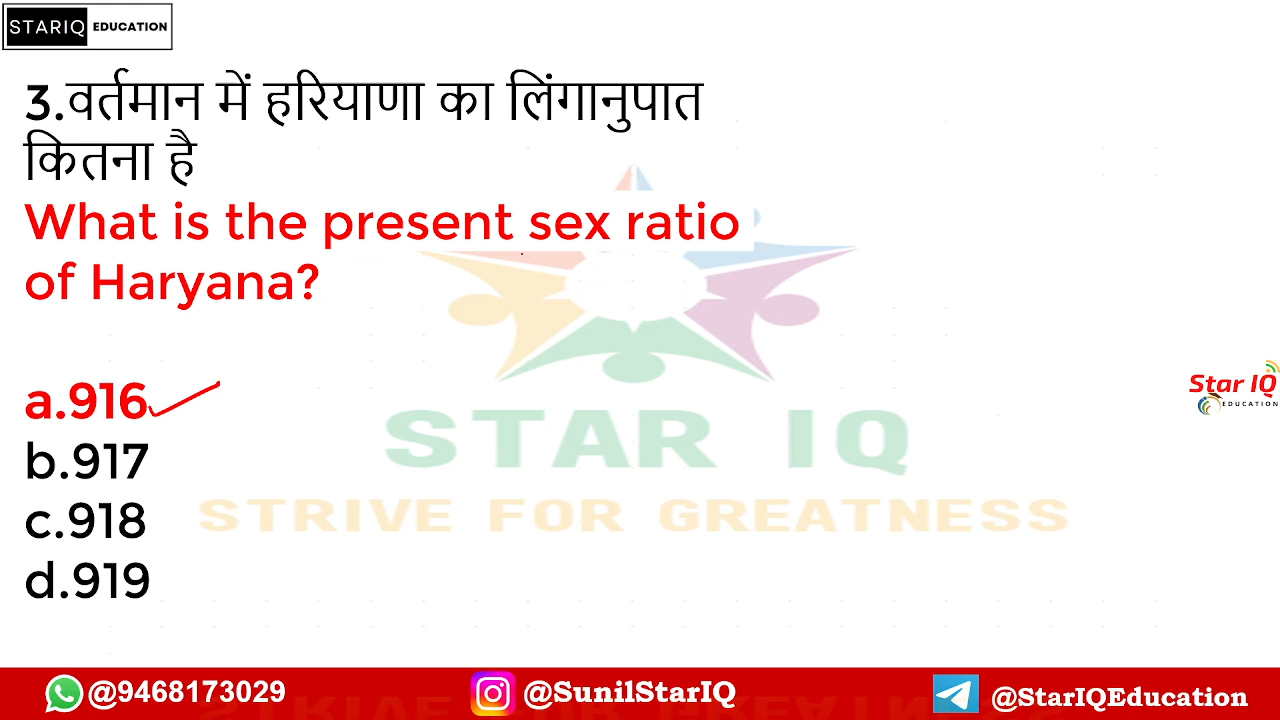 STARIQ EDUCATION
3.वर्तमान में हरियाणा का लिंगानुपात
कितना है
What is the present sex ratio
of Haryana?
a.916
b.917
c.918
d.919
STAR IQ
STRIVE FOR GREATNESS
Star IQ
EDUCATION
@9468173029 @SunilStarIQ @StarIQEducation